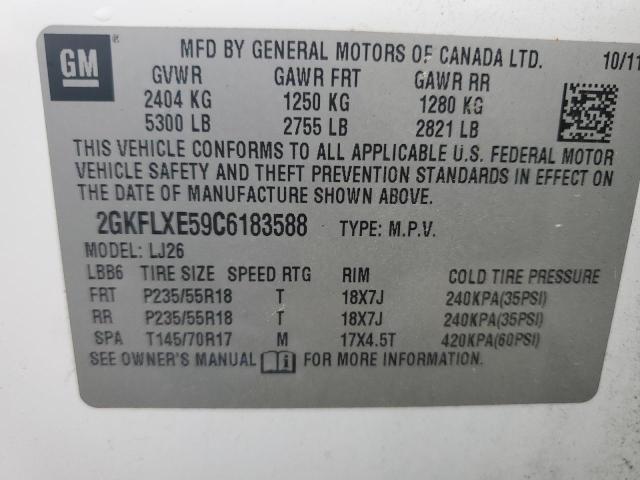 GM
MFD BY GENERAL MOTORS OF CANADA LTD. 10/11
GVWR GAWR FRT GAWR RR
2404 KG 1250 KG 1280 KG
5300 LB 2755 LB 2821 LB
THIS VEHICLE CONFORMS TO ALL APPLICABLE U.S. FEDERAL MOTOR
VEHICLE SAFETY AND THEFT PREVENTION STANDARDS IN EFFECT ON
THE DATE OF MANUFACTURE SHOWN ABOVE.
2GKFLXE59C6183588 TYPE: M.P.V.
MODEL: LJ26
LBB6 TIRE SIZE SPEED RTG RIM COLD TIRE PRESSURE
FRT P235/55R18 T 18X7J 240KPA(35PSI)
RR P235/55R18 T 18X7J 240KPA(35PSI)
SPA T145/70R17 M 17X4.5T 420KPA(60PSI)
SEE OWNER'S MANUAL i FOR MORE INFORMATION.